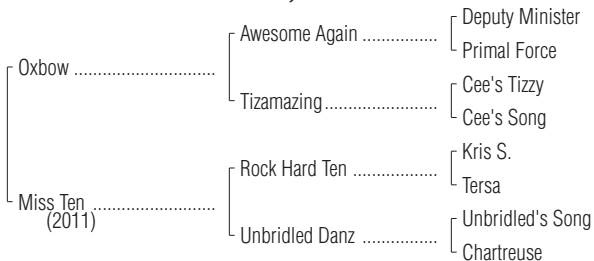 Deputy Minister
Awesome Again ................
Primal Force
Oxbow ..............................
Cee's Tizzy
Tizamazing........................
Cee's Song
Kris S.
Rock Hard Ten ..................
Tersa
Miss Ten ..........................
(2011)
Unbridled's Song
Unbridled Danz ................
Chartreuse